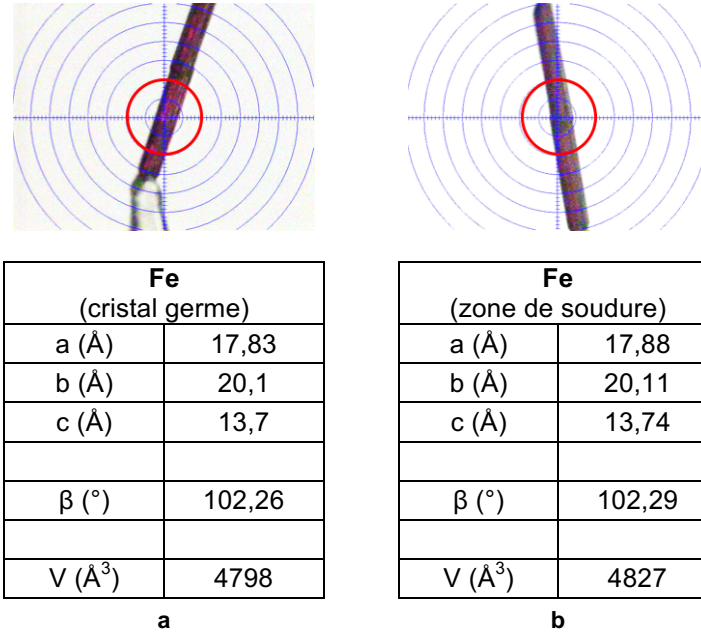 Fe
(cristal germe)
a (Å) 17,83
b (Å) 20,1
c (Å) 13,7
β (°) 102,26
V (Å³) 4798
a
Fe
(zone de soudure)
a (Å) 17,88
b (Å) 20,11
c (Å) 13,74
β (°) 102,29
V (Å³) 4827
b